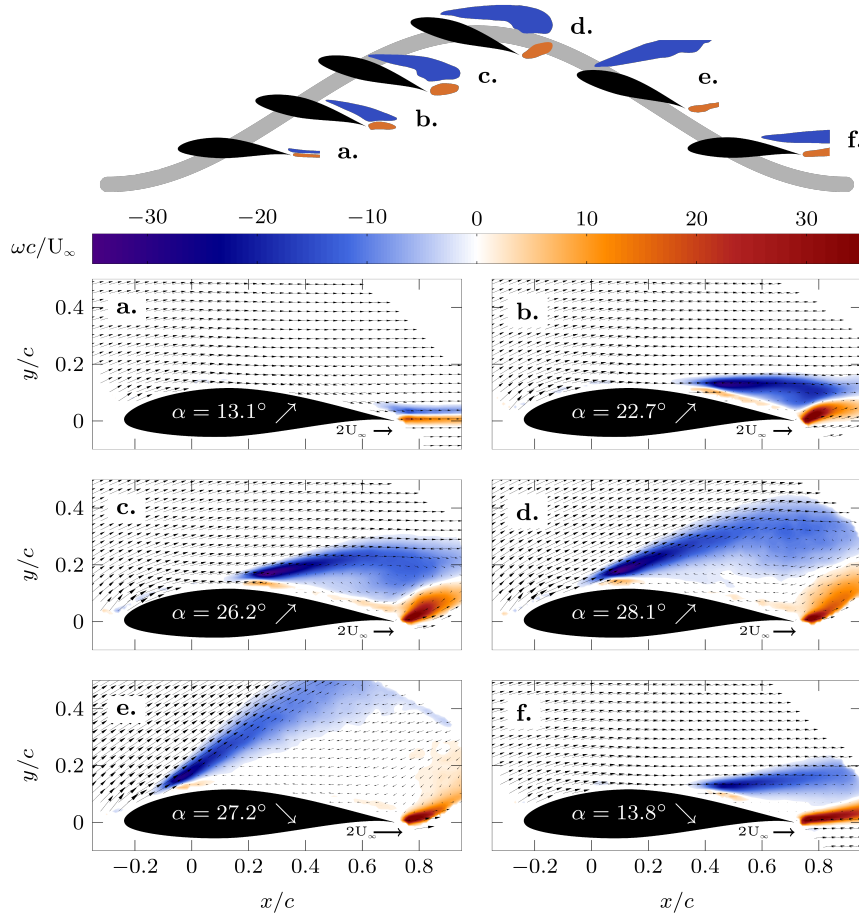 d.
c.
e.
b.
a.
f.
−30 −20 −10 0 10 20 30
ωc/U∞
a.
b.
0.4
0.2
0
y/c
α = 13.1° ↗
2U∞ →
α = 22.7° ↗
2U∞ →
c.
d.
0.4
0.2
0
y/c
α = 26.2° ↗
2U∞ →
α = 28.1° ↗
2U∞ →
e.
f.
0.4
0.2
0
y/c
α = 27.2° ↘
2U∞ →
α = 13.8° ↘
2U∞ →
−0.2 0 0.2 0.4 0.6 0.8
−0.2 0 0.2 0.4 0.6 0.8
x/c
x/c